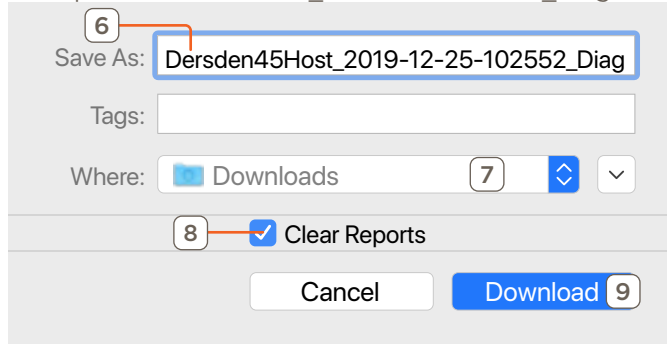 6
Save As: Dersden45Host_2019-12-25-102552_Diag
Tags:
Where: Downloads 7
8 Clear Reports
Cancel Download 9